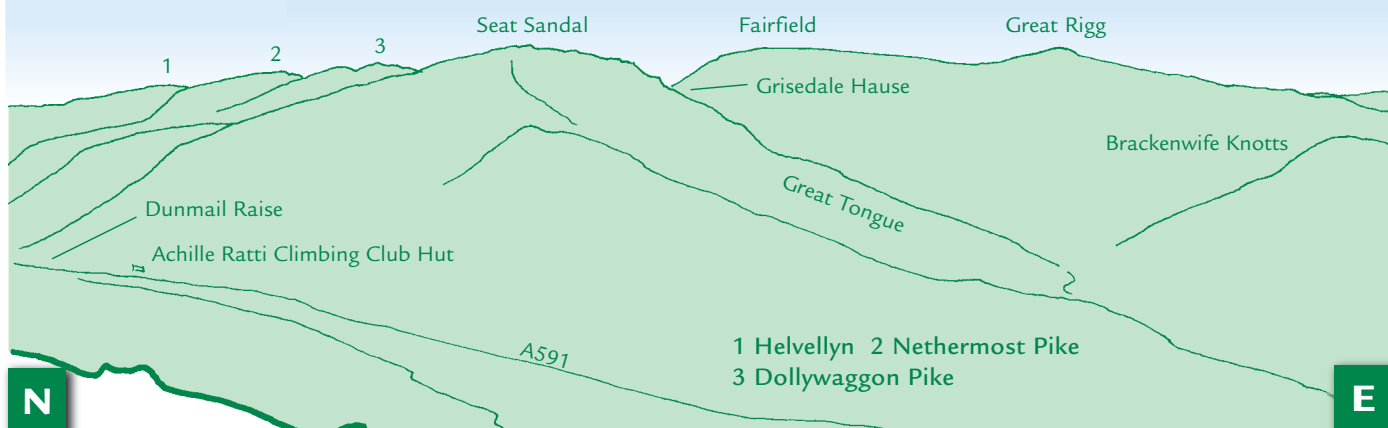 Seat Sandal
Fairfield
Great Rigg
1
2
3
Grisedale Hause
Brackenwife Knotts
Great Tongue
Dunmail Raise
Achille Ratti Climbing Club Hut
A591
1 Helvellyn 2 Nethermost Pike
3 Dollywaggon Pike
N
E